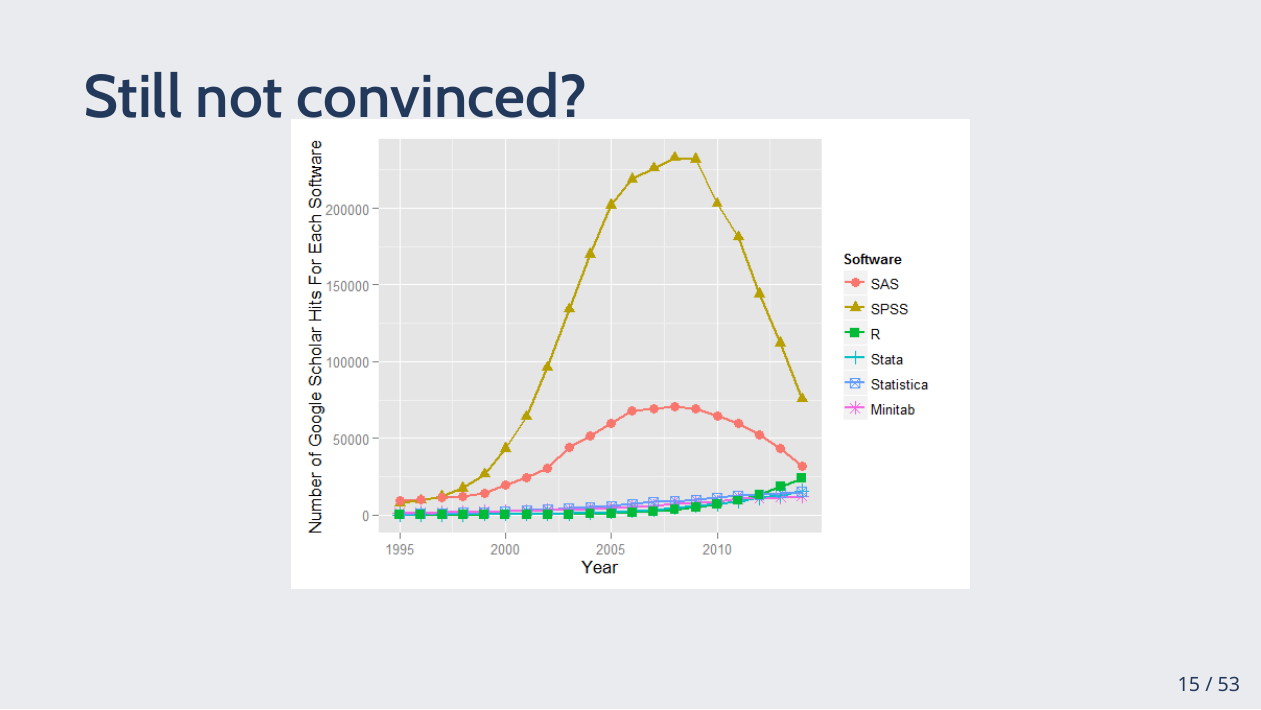 Still not convinced?
Number of Google Scholar Hits For Each Software
200000
150000
100000
50000
0
1995 2000 2005 2010
Year
Software
SAS
SPSS
R
Stata
Statistica
Minitab
15 / 53